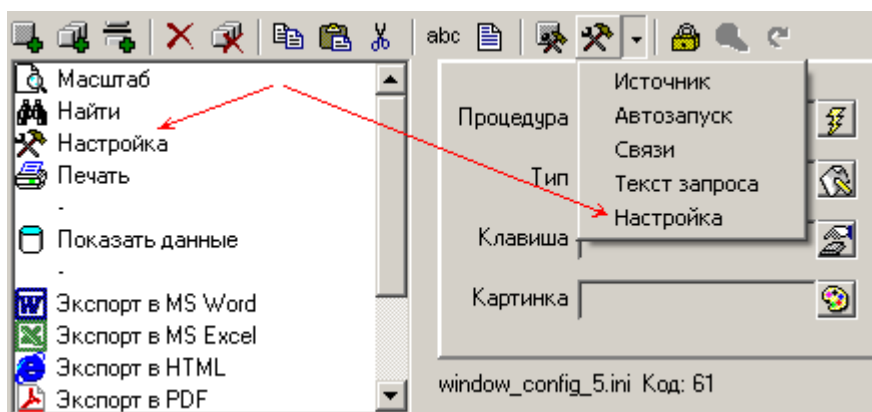 abc
Масштаб
Найти
Настройка
Печать
-
Показать данные
-
Экспорт в MS Word
Экспорт в MS Excel
Экспорт в HTML
Экспорт в PDF
Процедура
Тип
Клавиша
Картинка
Источник
Автозапуск
Связи
Текст запроса
Настройка
window_config_5.ini Код: 61